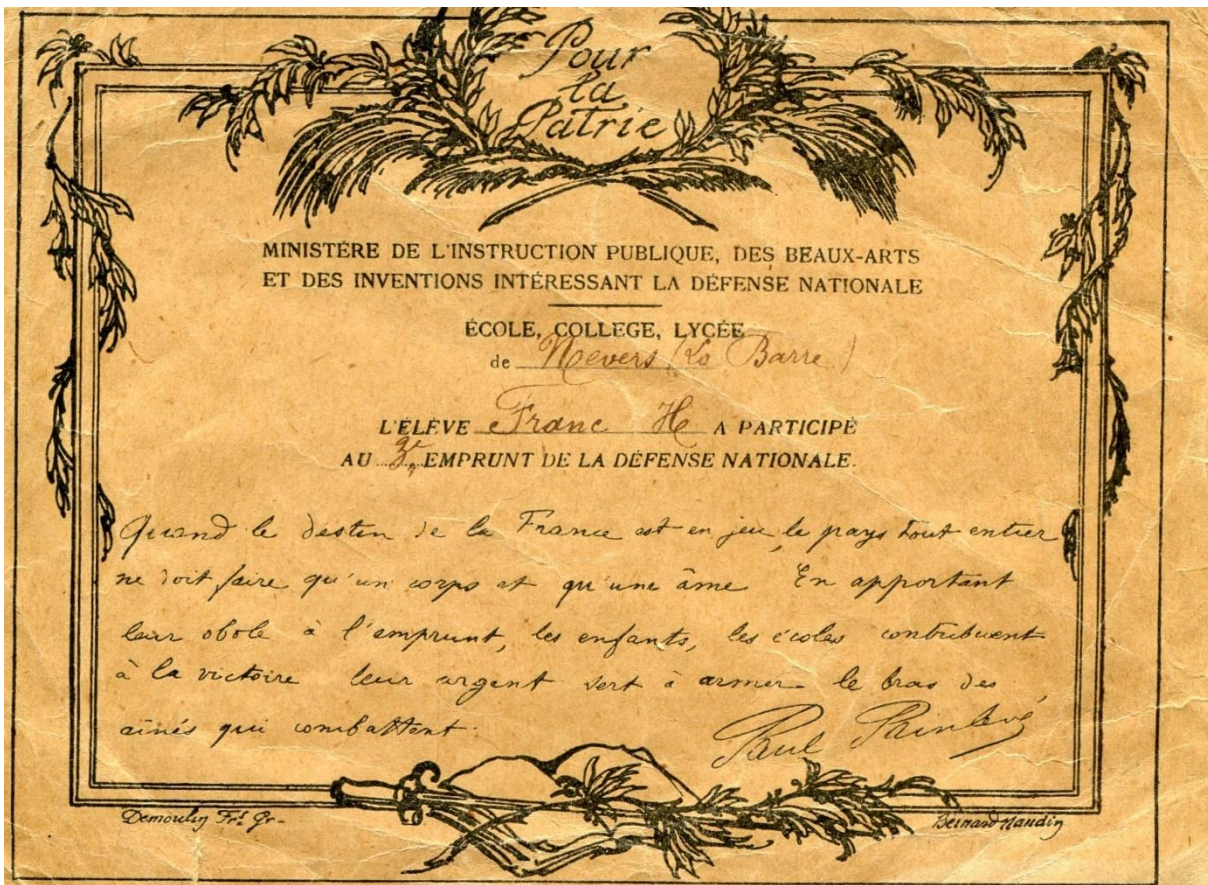 Pour
la
Patrie
MINISTÈRE DE L'INSTRUCTION PUBLIQUE, DES BEAUX-ARTS
ET DES INVENTIONS INTÉRESSANT LA DÉFENSE NATIONALE
ÉCOLE, COLLEGE, LYCÉE
de Nevers (La Barre)
L'ÉLÈVE Franc H A PARTICIPÉ
AU 3e EMPRUNT DE LA DÉFENSE NATIONALE.
Quand le destin de la France est en jeu, le pays tout entier
ne doit faire qu'un corps et qu'une âme En apportant
leur obole à l'emprunt, les enfants, les écoles contribuent
à la victoire leur argent sert à armer le bras des
aînés qui combattent.
Paul Painlevé
Demoulin Frs Gr-
Bernard Naudin